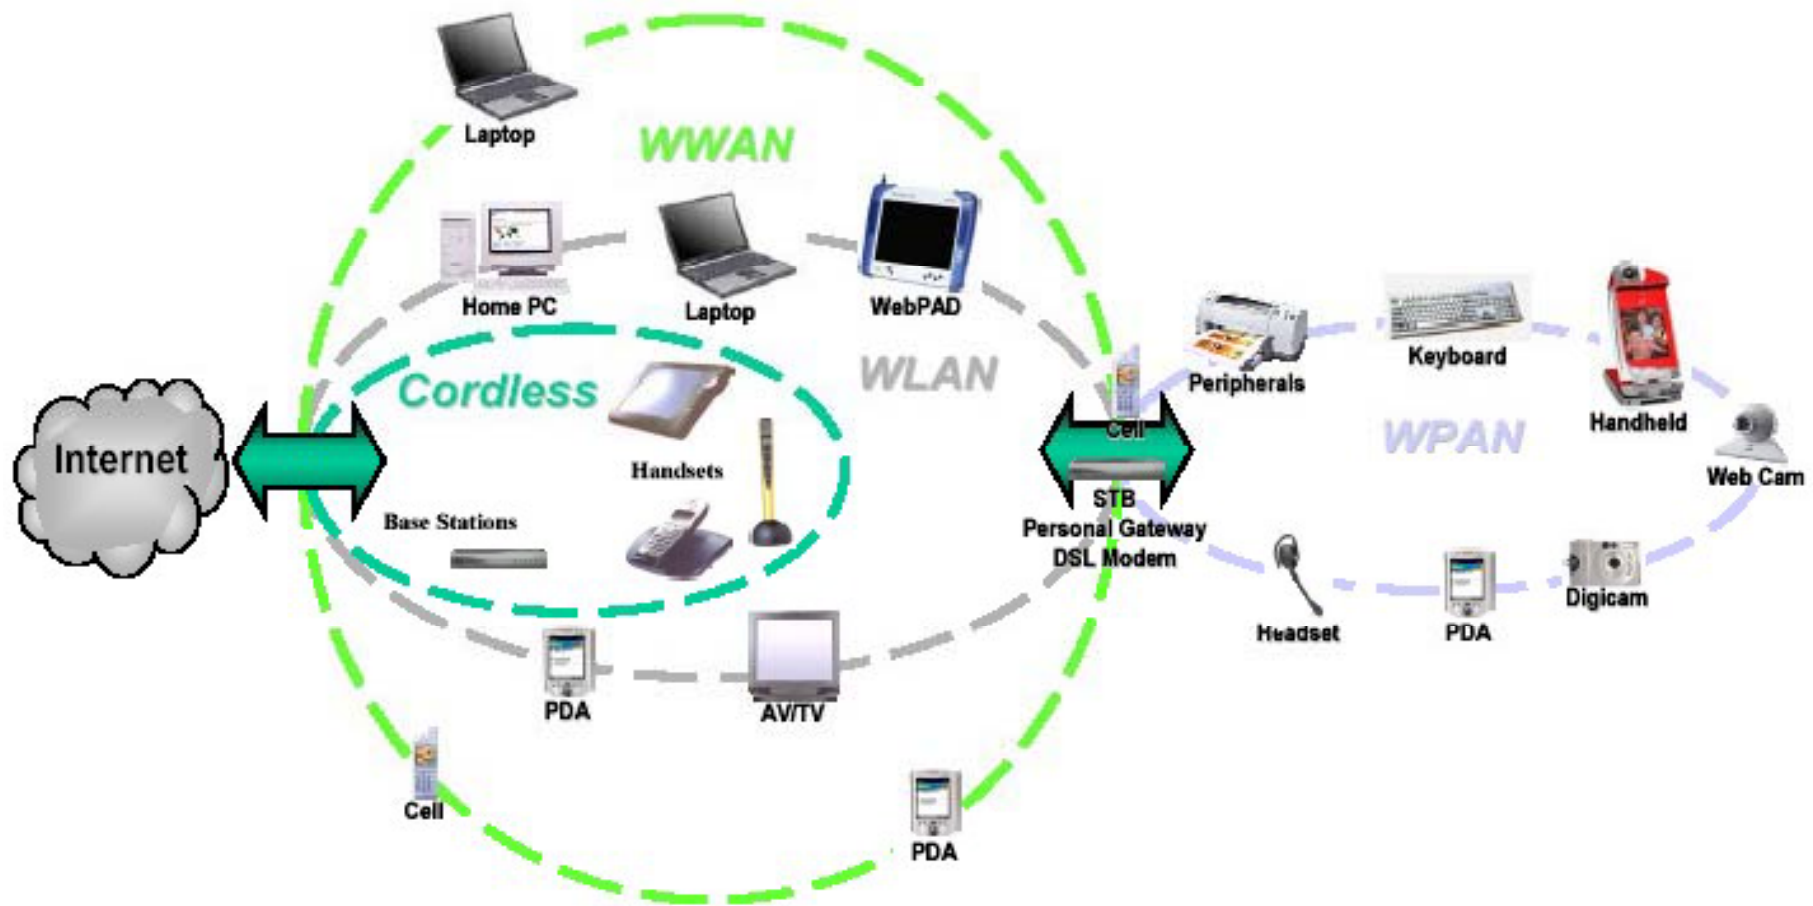 Laptop
WWAN
Home PC
Laptop
WebPAD
WLAN
Cordless
Handsets
Base Stations
Internet
PDA
AV/TV
Cell
PDA
Cell
STB
Personal Gateway
DSL Modem
Peripherals
Keyboard
Handheld
WPAN
Web Cam
Headset
PDA
Digicam